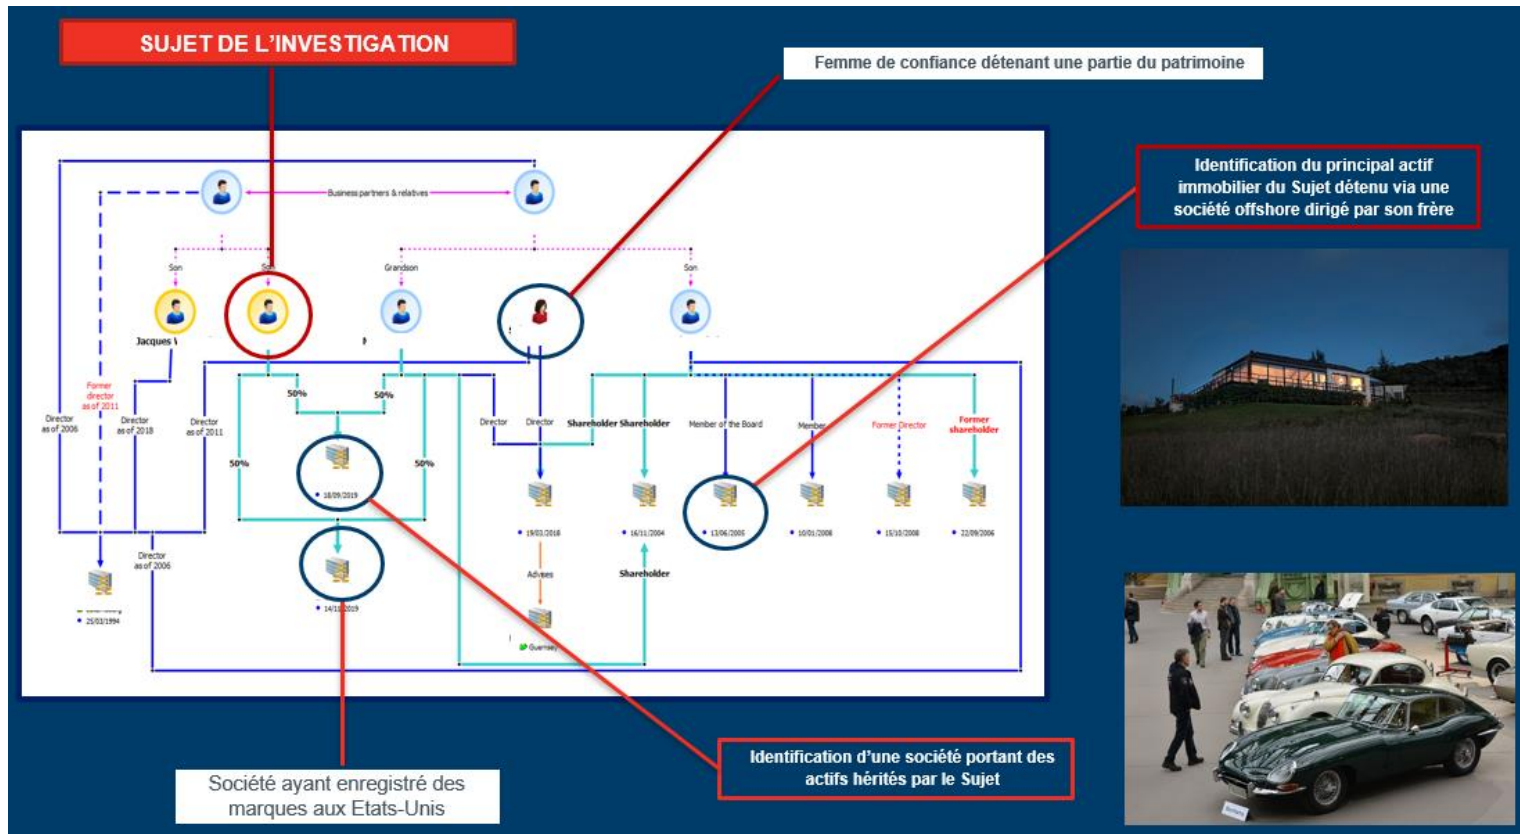 SUJET DE L'INVESTIGATION
Femme de confiance détenant une partie du patrimoine
Identification du principal actif
immobilier du Sujet détenu via une
société offshore dirigé par son frère
Business partners & relatives
Son
Son
Grandson
Son
Jacques
Former
director
as of 2011
Director
as of 2006
Director
as of 2018
Director
as of 2011
50%
50%
50%
50%
Director
Director
Shareholder
Shareholder
Member of the Board
Member
Former Director
Former
shareholder
18/09/2019
19/03/2018
16/11/2004
13/06/2005
10/01/2008
15/10/2008
22/09/2006
Director
as of 2006
Advises
Shareholder
25/03/1994
14/11/2019
Guernsey
Identification d'une société portant des
actifs hérités par le Sujet
Société ayant enregistré des
marques aux Etats-Unis